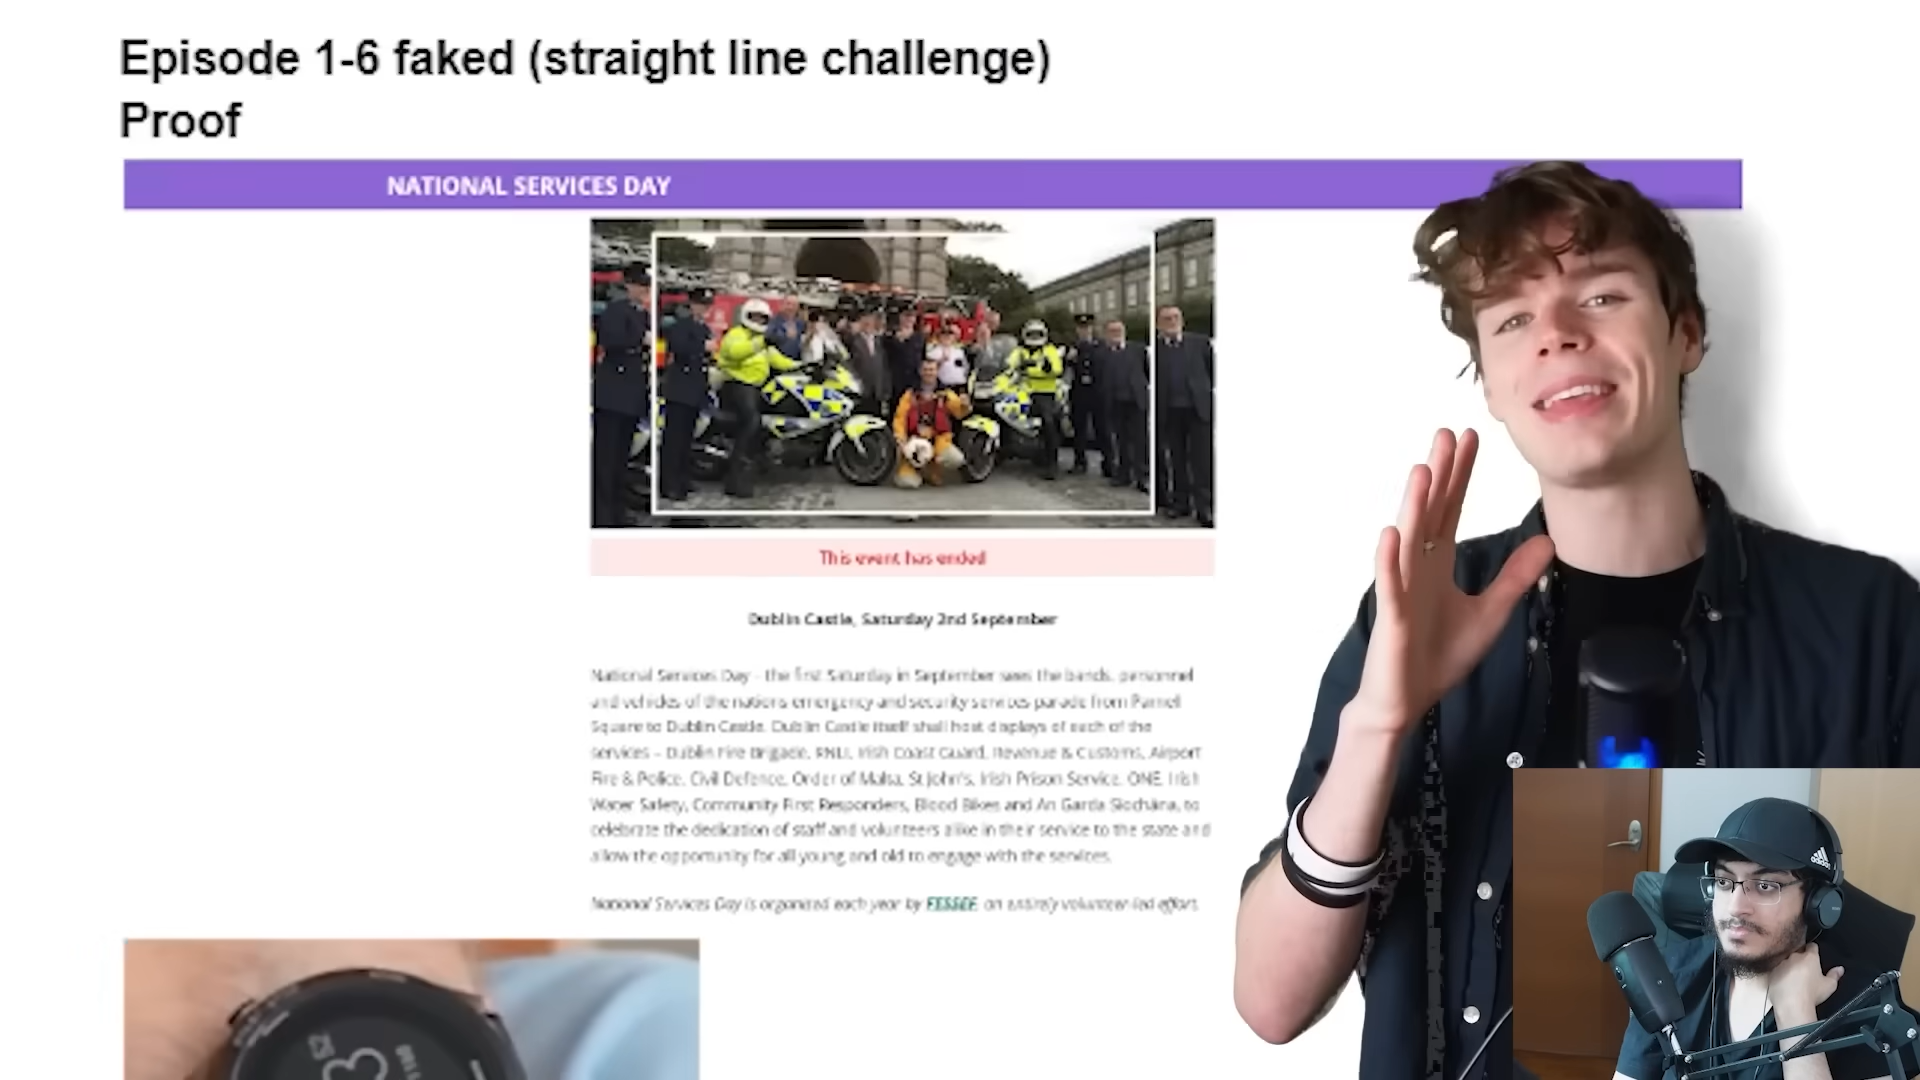 Episode 1-6 faked (straight line challenge)
Proof
NATIONAL SERVICES DAY
This event has ended
Dublin Castle, Saturday 2nd September
National Services Day - the first Saturday in September sees the bands, personnel
and vehicles of the nations emergency and security services parade from Parnell
Square to Dublin Castle. Dublin Castle itself shall host displays of each of the
services – Dublin Fire Brigade, RNLI, Irish Coast Guard, Revenue & Customs, Airport
Fire & Police, Civil Defence, Order of Malta, St John's, Irish Prison Service, ONE, Irish
Water Safety, Community First Responders, Blood Bikes and An Garda Síochána, to
celebrate the dedication of staff and volunteers alike in their service to the state and
allow the opportunity for all young and old to engage with the services.
National Services Day is organised each year by FESSEF, an entirely volunteer-led effort.
adidas